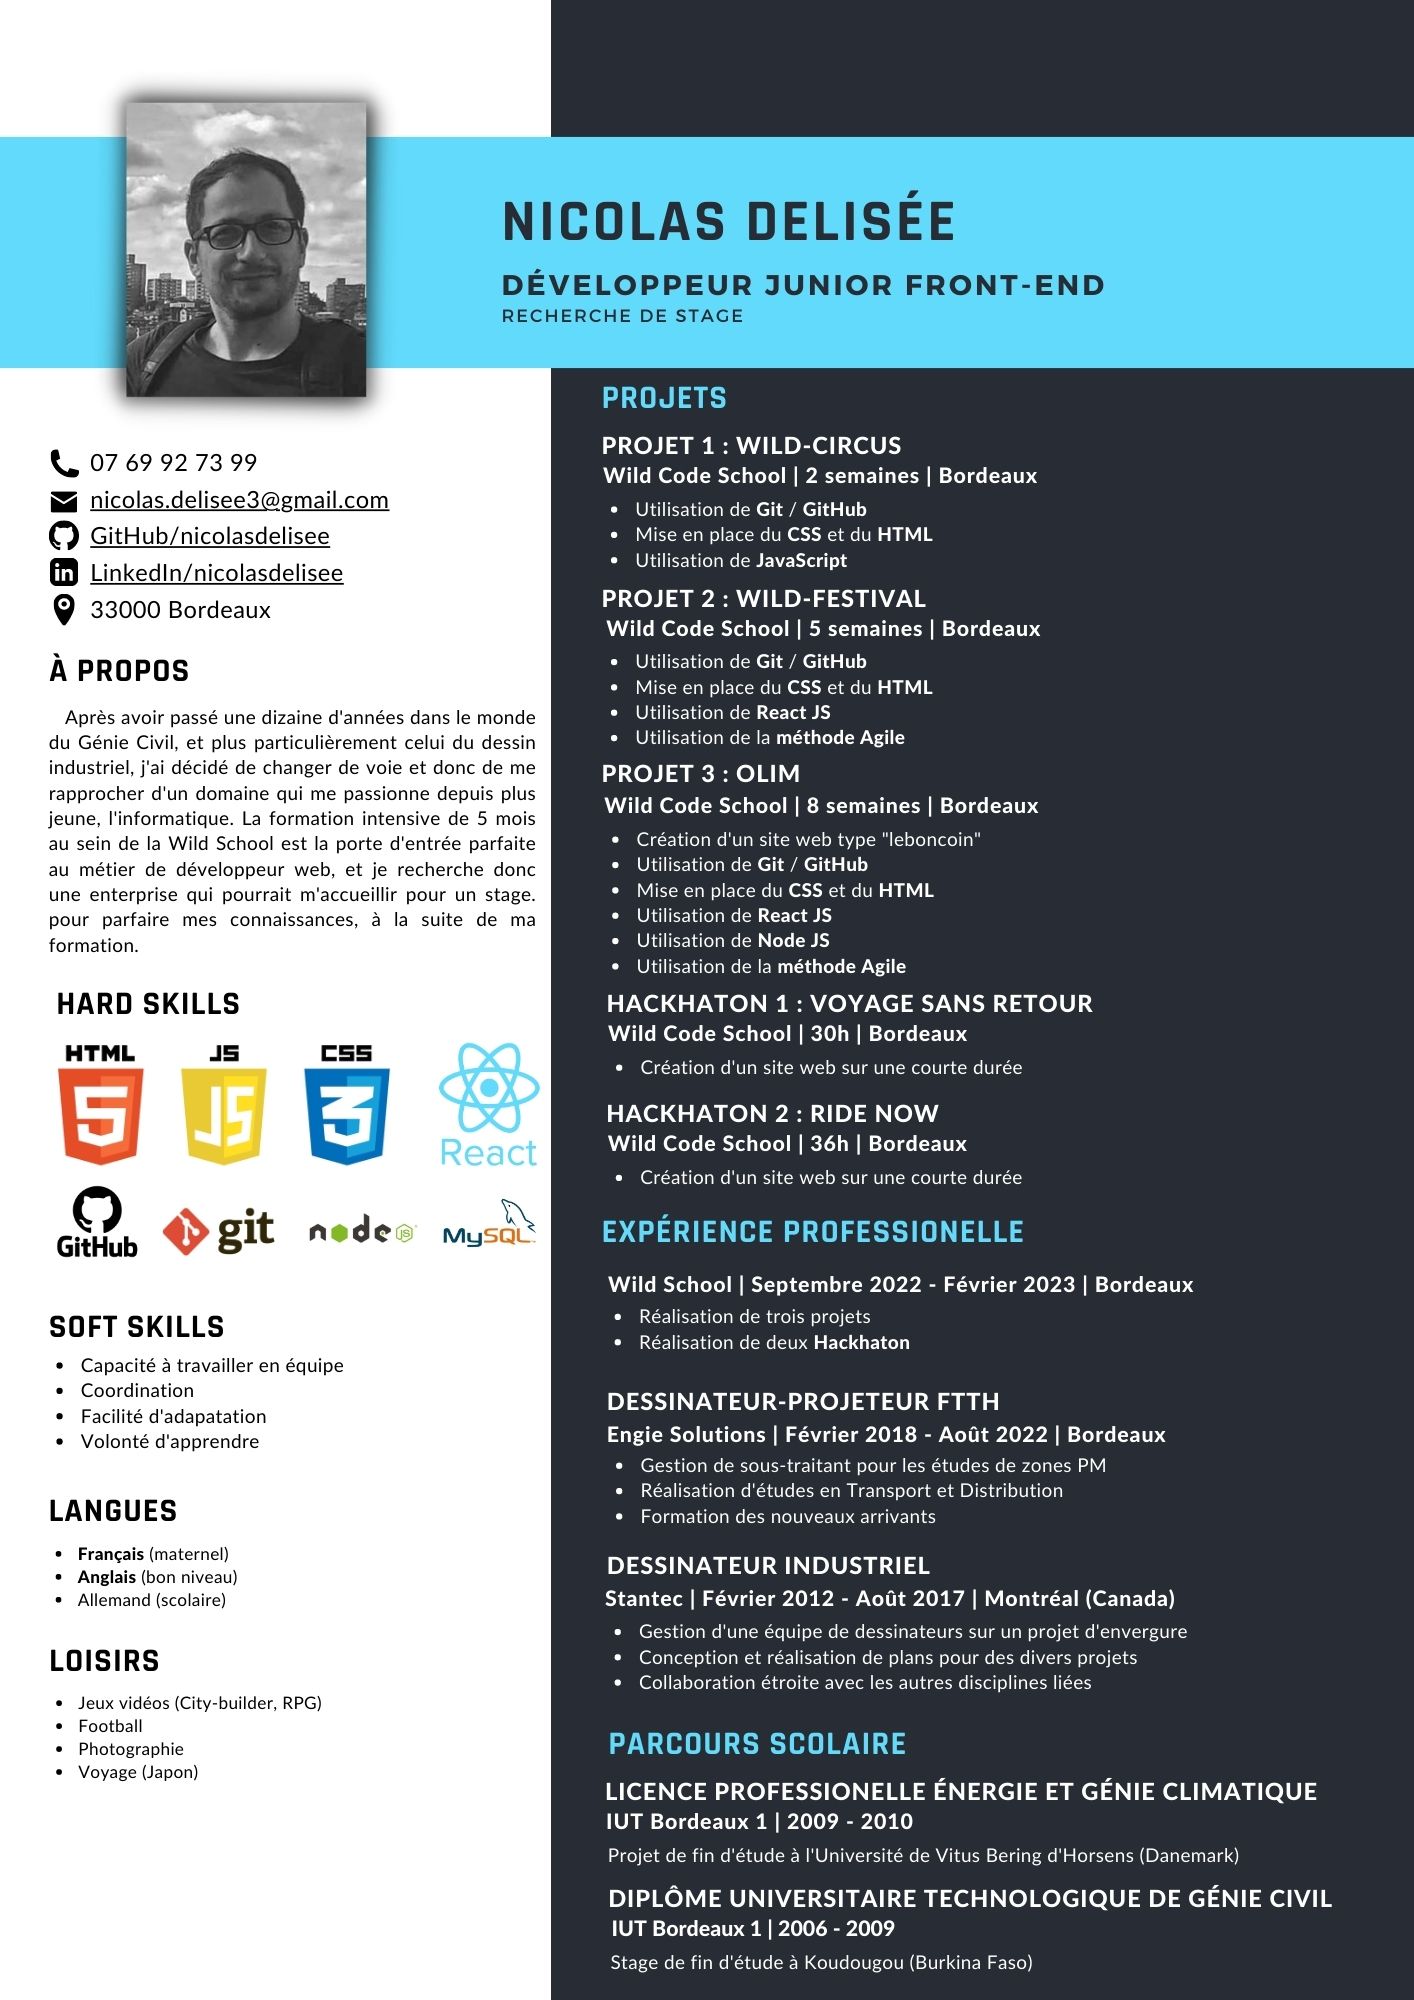 NICOLAS DELISÉE
DÉVELOPPEUR JUNIOR FRONT-END
RECHERCHE DE STAGE
07 69 92 73 99
nicolas.delisee3@gmail.com
GitHub/nicolasdelisee
LinkedIn/nicolasdelisee
33000 Bordeaux
À PROPOS
Après avoir passé une dizaine d'années dans le monde
du Génie Civil, et plus particulièrement celui du dessin
industriel, j'ai décidé de changer de voie et donc de me
rapprocher d'un domaine qui me passionne depuis plus
jeune, l'informatique. La formation intensive de 5 mois
au sein de la Wild School est la porte d'entrée parfaite
au métier de développeur web, et je recherche donc
une enterprise qui pourrait m'accueillir pour un stage.
pour parfaire mes connaissances, à la suite de ma
formation.
HARD SKILLS
HTML JS CSS
5 JS 3
React
GitHub git node JS MySQL
SOFT SKILLS
• Capacité à travailler en équipe
• Coordination
• Facilité d'adapatation
• Volonté d'apprendre
LANGUES
• Français (maternel)
• Anglais (bon niveau)
• Allemand (scolaire)
LOISIRS
• Jeux vidéos (City-builder, RPG)
• Football
• Photographie
• Voyage (Japon)
PROJETS
PROJET 1 : WILD-CIRCUS
Wild Code School | 2 semaines | Bordeaux
• Utilisation de Git / GitHub
• Mise en place du CSS et du HTML
• Utilisation de JavaScript
PROJET 2 : WILD-FESTIVAL
Wild Code School | 5 semaines | Bordeaux
• Utilisation de Git / GitHub
• Mise en place du CSS et du HTML
• Utilisation de React JS
• Utilisation de la méthode Agile
PROJET 3 : OLIM
Wild Code School | 8 semaines | Bordeaux
• Création d'un site web type "leboncoin"
• Utilisation de Git / GitHub
• Mise en place du CSS et du HTML
• Utilisation de React JS
• Utilisation de Node JS
• Utilisation de la méthode Agile
HACKHATON 1 : VOYAGE SANS RETOUR
Wild Code School | 30h | Bordeaux
• Création d'un site web sur une courte durée
HACKHATON 2 : RIDE NOW
Wild Code School | 36h | Bordeaux
• Création d'un site web sur une courte durée
EXPÉRIENCE PROFESSIONELLE
Wild School | Septembre 2022 - Février 2023 | Bordeaux
• Réalisation de trois projets
• Réalisation de deux Hackhaton
DESSINATEUR-PROJETEUR FTTH
Engie Solutions | Février 2018 - Août 2022 | Bordeaux
• Gestion de sous-traitant pour les études de zones PM
• Réalisation d'études en Transport et Distribution
• Formation des nouveaux arrivants
DESSINATEUR INDUSTRIEL
Stantec | Février 2012 - Août 2017 | Montréal (Canada)
• Gestion d'une équipe de dessinateurs sur un projet d'envergure
• Conception et réalisation de plans pour des divers projets
• Collaboration étroite avec les autres disciplines liées
PARCOURS SCOLAIRE
LICENCE PROFESSIONELLE ÉNERGIE ET GÉNIE CLIMATIQUE
IUT Bordeaux 1 | 2009 - 2010
Projet de fin d'étude à l'Université de Vitus Bering d'Horsens (Danemark)
DIPLÔME UNIVERSITAIRE TECHNOLOGIQUE DE GÉNIE CIVIL
IUT Bordeaux 1 | 2006 - 2009
Stage de fin d'étude à Koudougou (Burkina Faso)